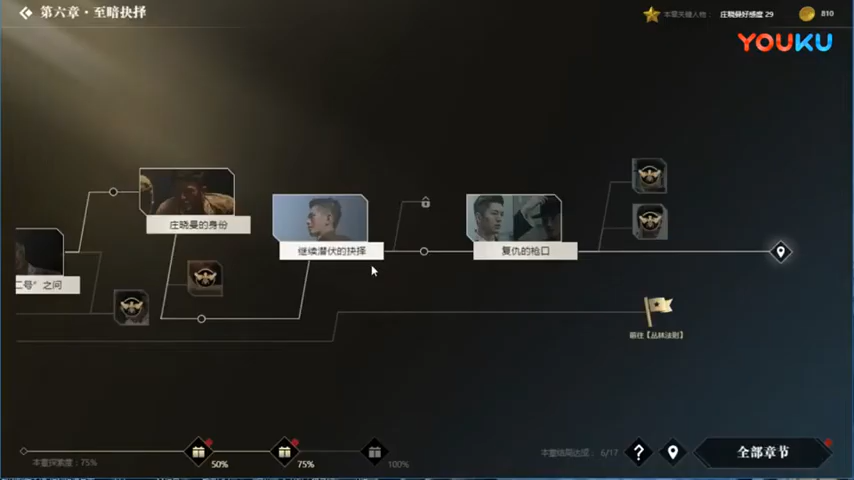 第六章·至暗抉择
本章关键人物：
庄晓曼好感度 29
810
YOUKU
庄晓曼的身份
继续潜伏的抉择
复仇的枪口
二号”之问
前往【丛林法则】
本章探索度：75%
50%
75%
100%
本章结局达成： 6/17
?
全部章节